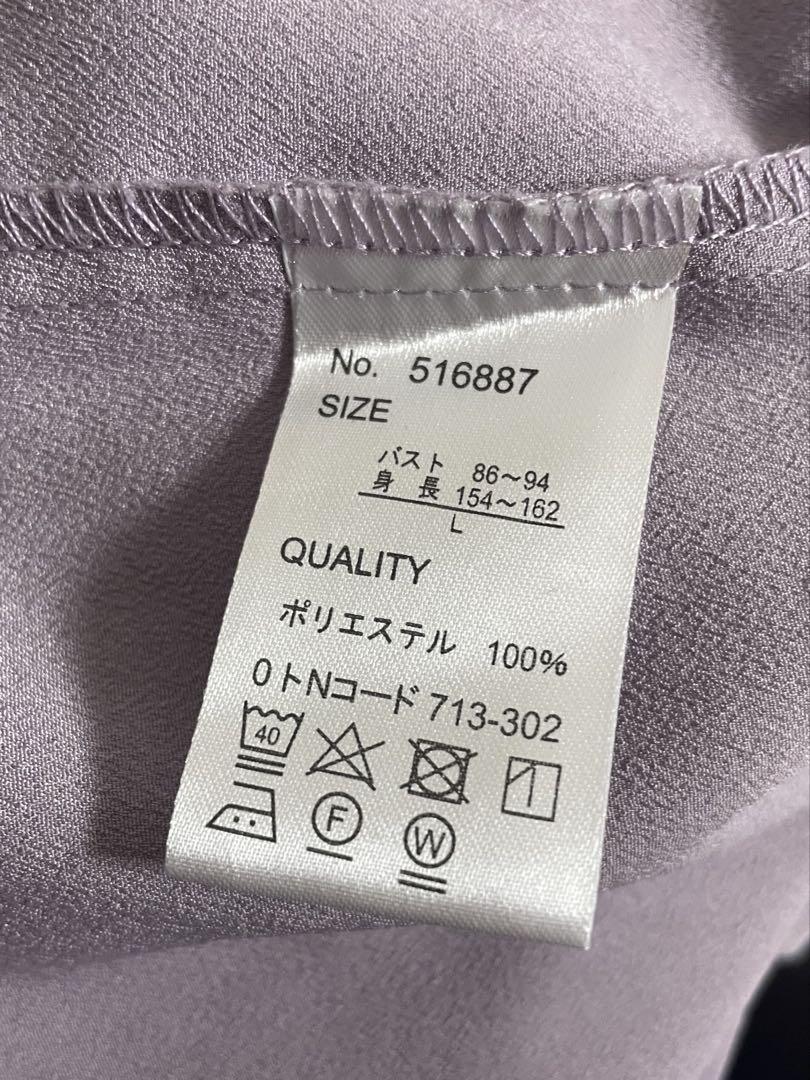 No. 516887
SIZE
バスト 86～94
身 長 154～162
L
QUALITY
ポリエステル 100%
0トNコード 713-302
40
F
W